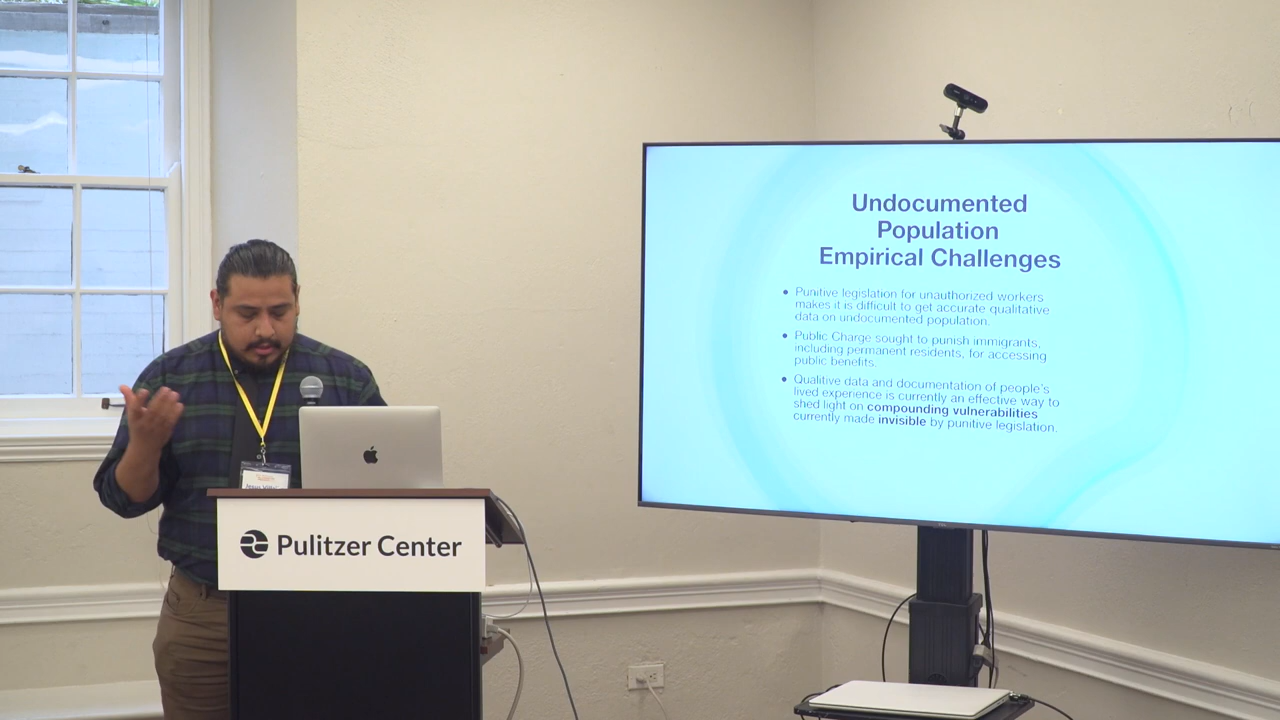 Undocumented
Population
Empirical Challenges
• Punitive legislation for unauthorized workers
makes it is difficult to get accurate qualitative
data on undocumented population.
• Public Charge sought to punish immigrants,
including permanent residents, for accessing
public benefits.
• Qualitive data and documentation of people's
lived experience is currently an effective way to
shed light on compounding vulnerabilities
currently made invisible by punitive legislation.
Pulitzer Center